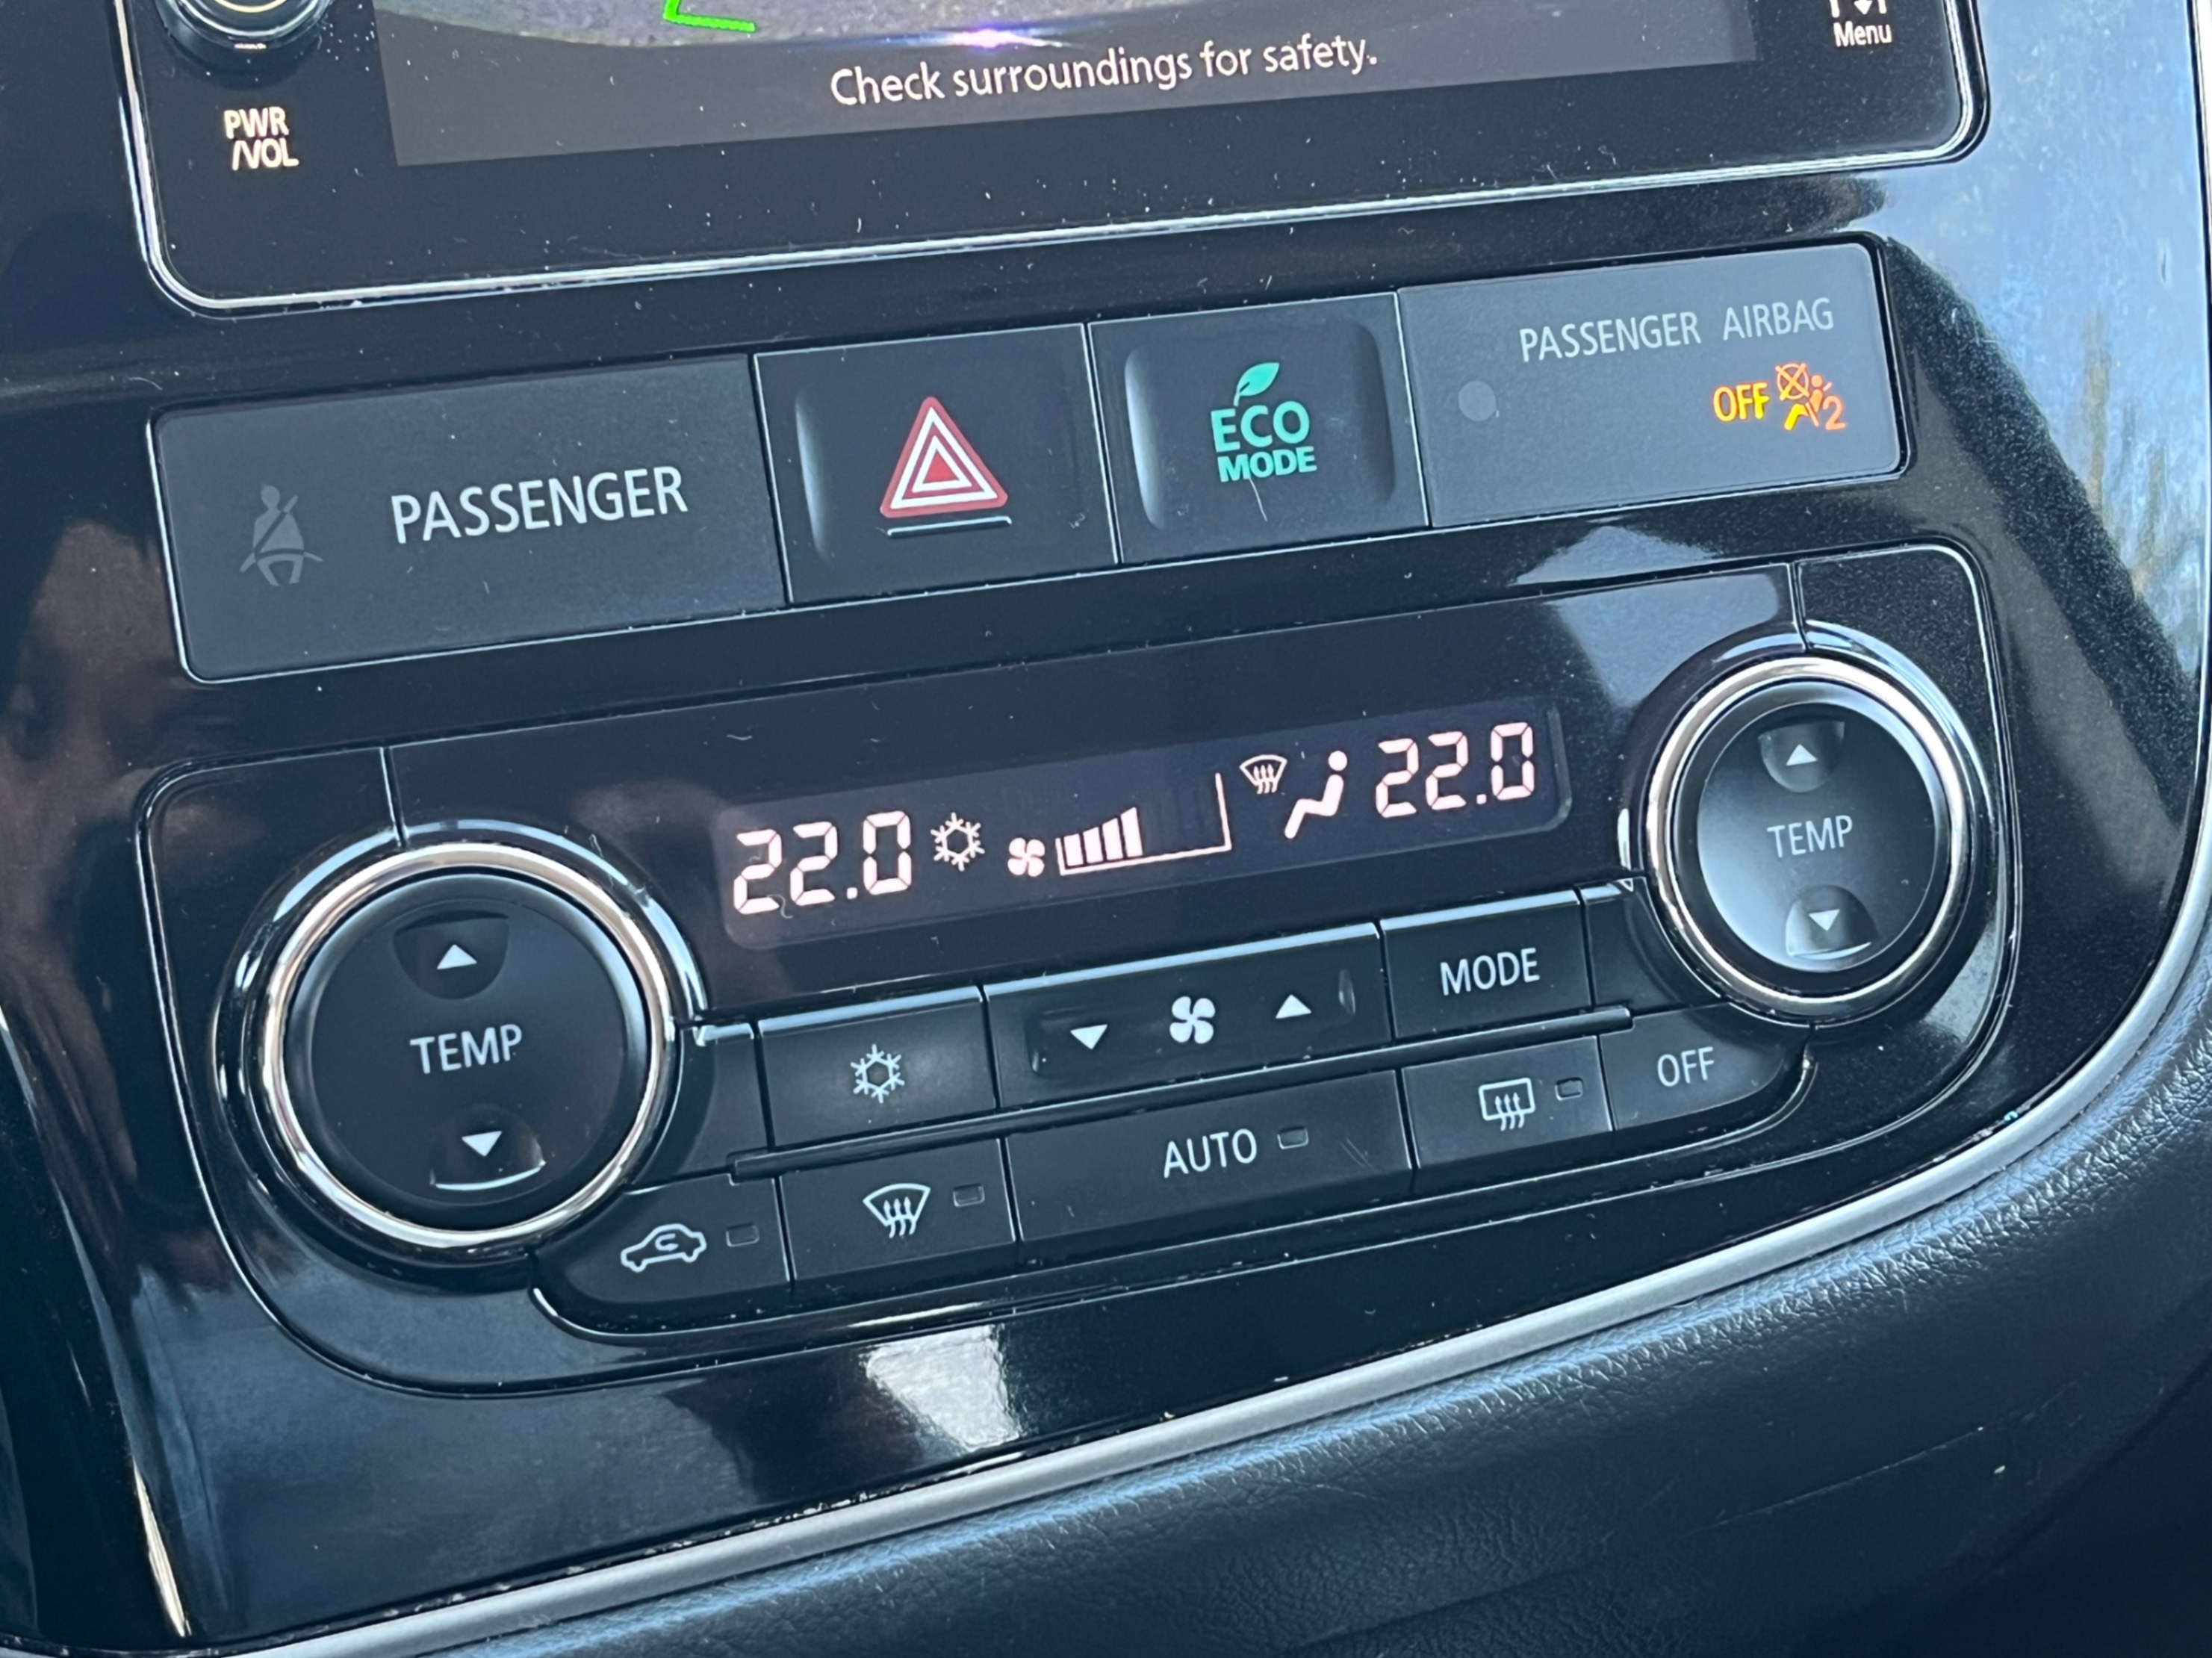 Check surroundings for safety.
Menu
PWR
/VOL
PASSENGER
ECO
MODE
PASSENGER AIRBAG
OFF 2
22.0
22.0
TEMP
TEMP
MODE
AUTO
OFF